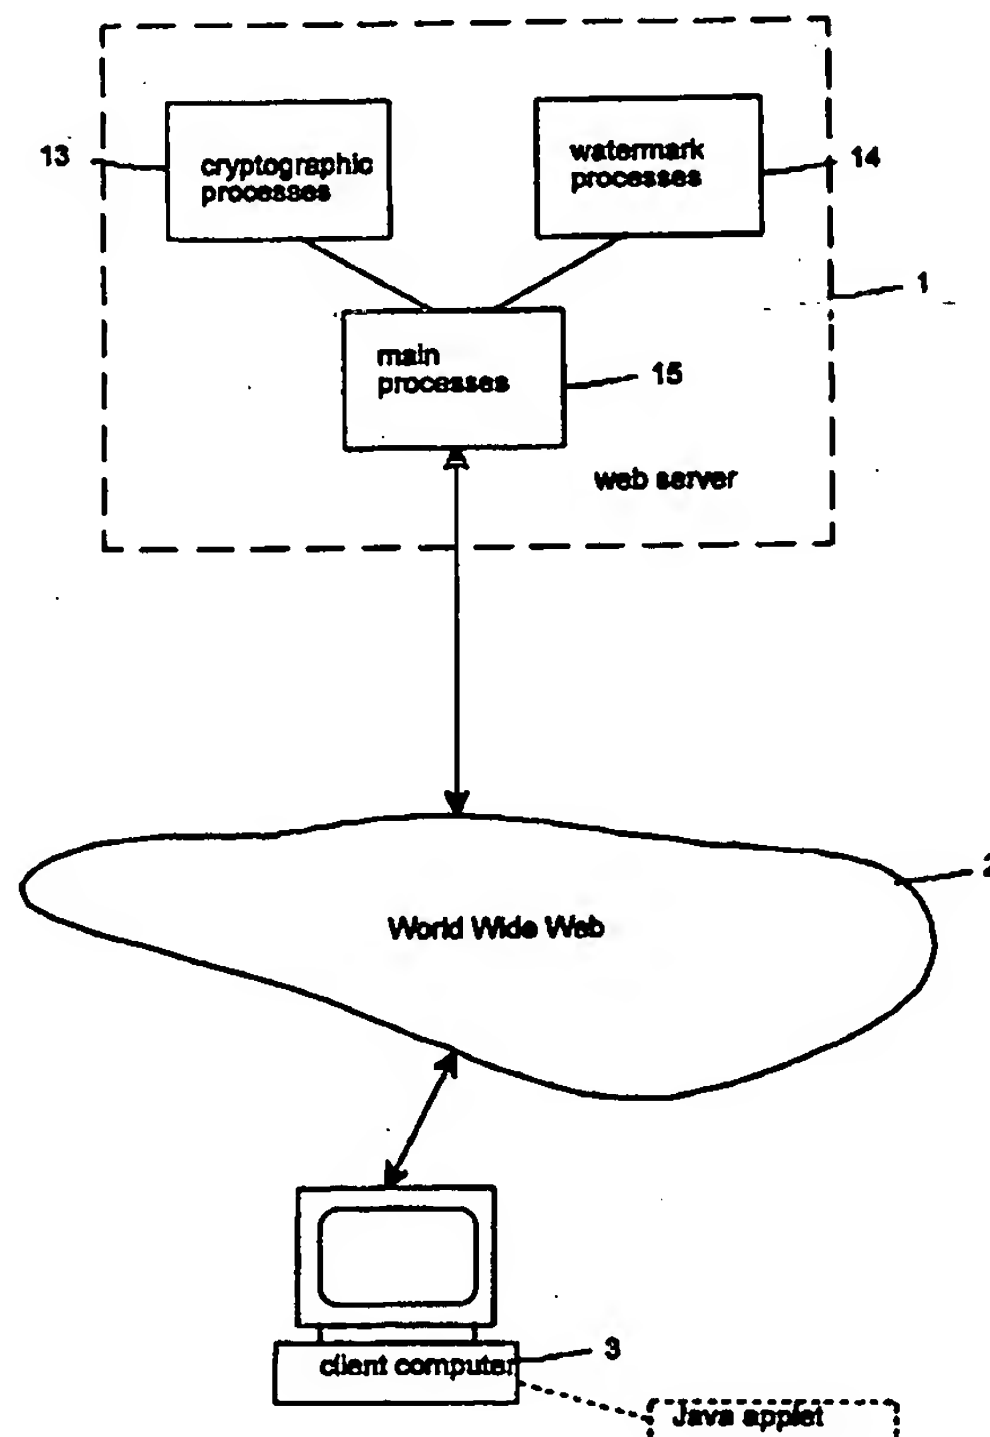 13
cryptographic
processes
watermark
processes
14
1
main
processes
15
web server
2
World Wide Web
client computer
3
Java applet